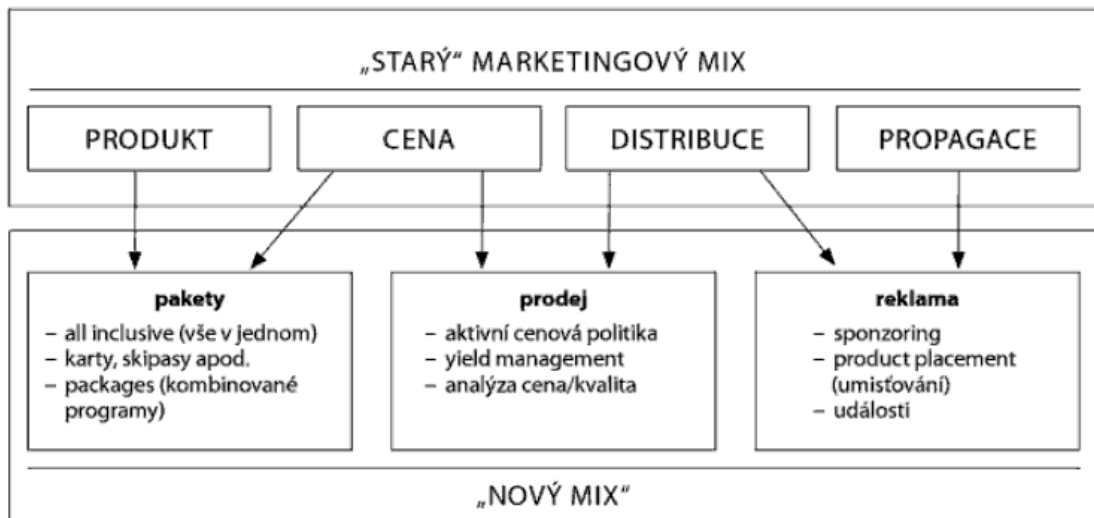 „STARÝ“ MARKETINGOVÝ MIX
PRODUKT
CENA
DISTRIBUCE
PROPAGACE
pakety
– all inclusive (vše v jednom)
– karty, skipasy apod.
– packages (kombinované
programy)
prodej
– aktivní cenová politika
– yield management
– analýza cena/kvalita
reklama
– sponzoring
– product placement
(umisťování)
– události
„NOVÝ MIX“